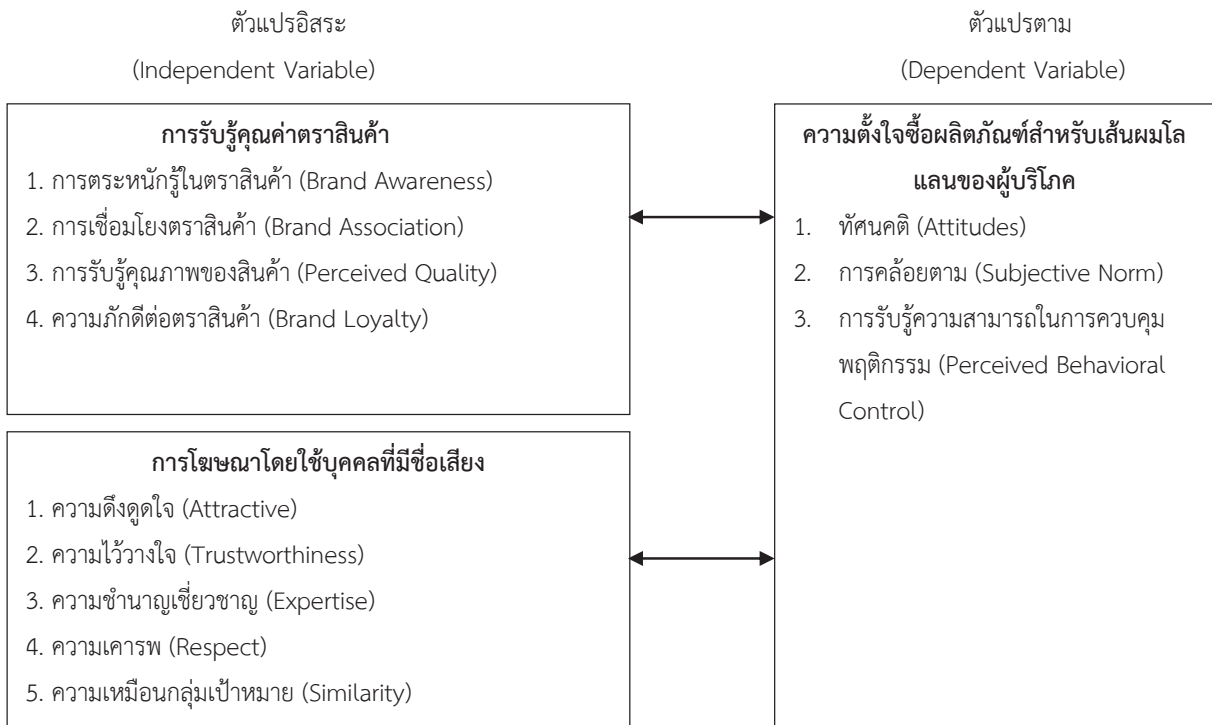 ตัวแปรอิสระ
(Independent Variable)
ตัวแปรตาม
(Dependent Variable)
การรับรู้คุณค่าตราสินค้า
1. การตระหนักรู้ในตราสินค้า (Brand Awareness)
2. การเชื่อมโยงตราสินค้า (Brand Association)
3. การรับรู้คุณภาพของสินค้า (Perceived Quality)
4. ความภักดีต่อตราสินค้า (Brand Loyalty)
การโฆษณาโดยใช้บุคคลที่มีชื่อเสียง
1. ความดึงดูดใจ (Attractive)
2. ความไว้วางใจ (Trustworthiness)
3. ความชำนาญเชี่ยวชาญ (Expertise)
4. ความเคารพ (Respect)
5. ความเหมือนกลุ่มเป้าหมาย (Similarity)
ความตั้งใจซื้อผลิตภัณฑ์สำหรับเส้นผมโล
แลนของผู้บริโภค
1. ทัศนคติ (Attitudes)
2. การคล้อยตาม (Subjective Norm)
3. การรับรู้ความสามารถในการควบคุม
พฤติกรรม (Perceived Behavioral
Control)